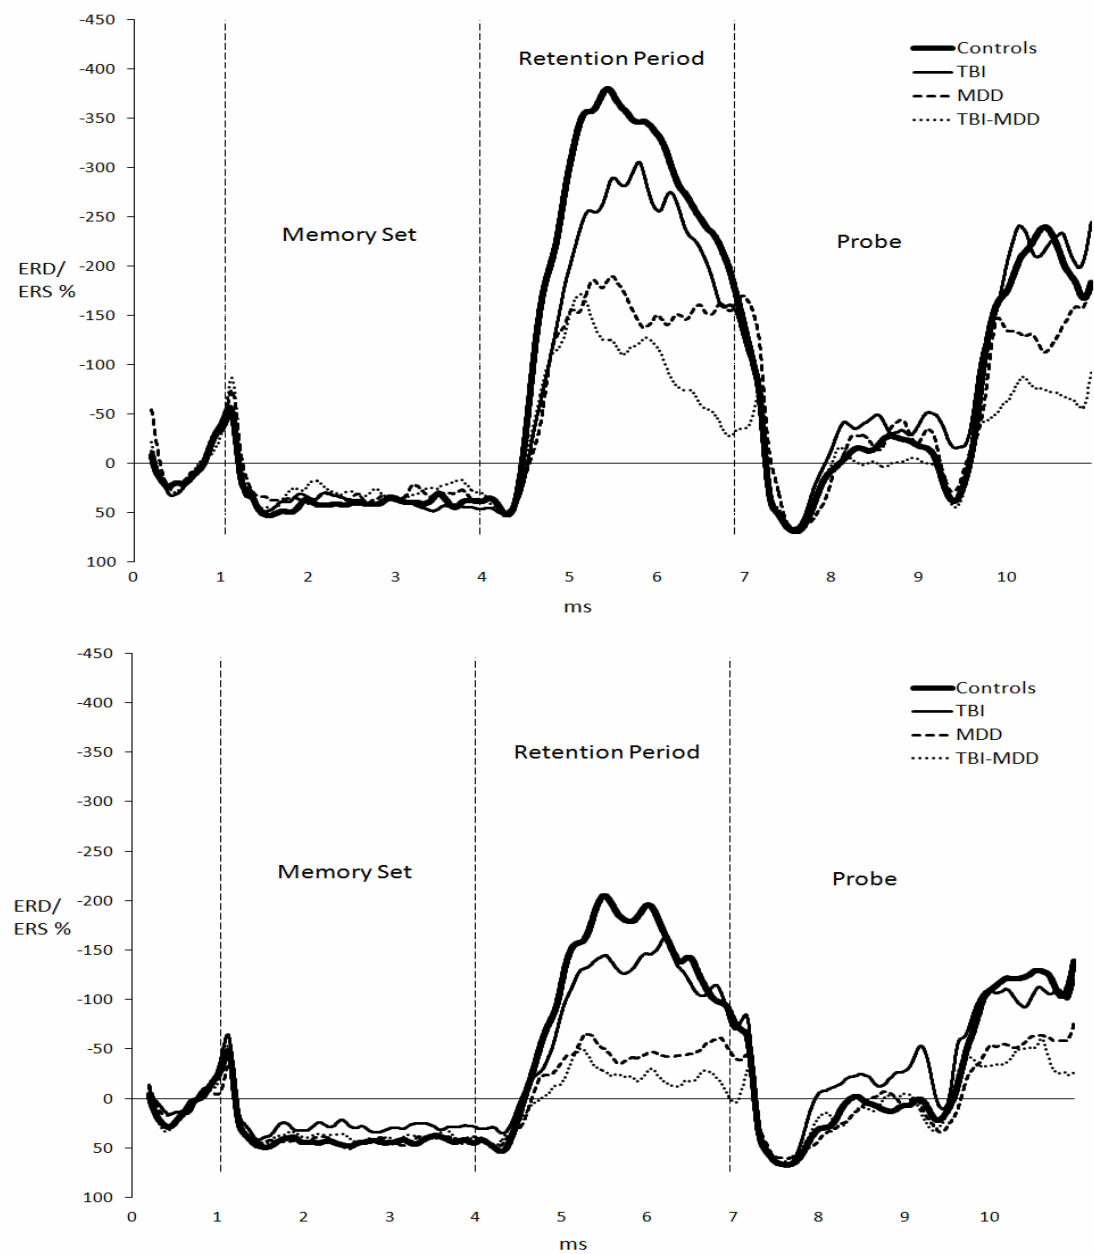 -450
-400
-350
-300
-250
-200
-150
-100
-50
0
50
100
ERD/
ERS %
Memory Set
Retention Period
Probe
Controls
TBI
MDD
TBI-MDD
0 1 2 3 4 5 6 7 8 9 10
ms
-450
-400
-350
-300
-250
-200
-150
-100
-50
0
50
100
ERD/
ERS %
Memory Set
Retention Period
Probe
Controls
TBI
MDD
TBI-MDD
0 1 2 3 4 5 6 7 8 9 10
ms